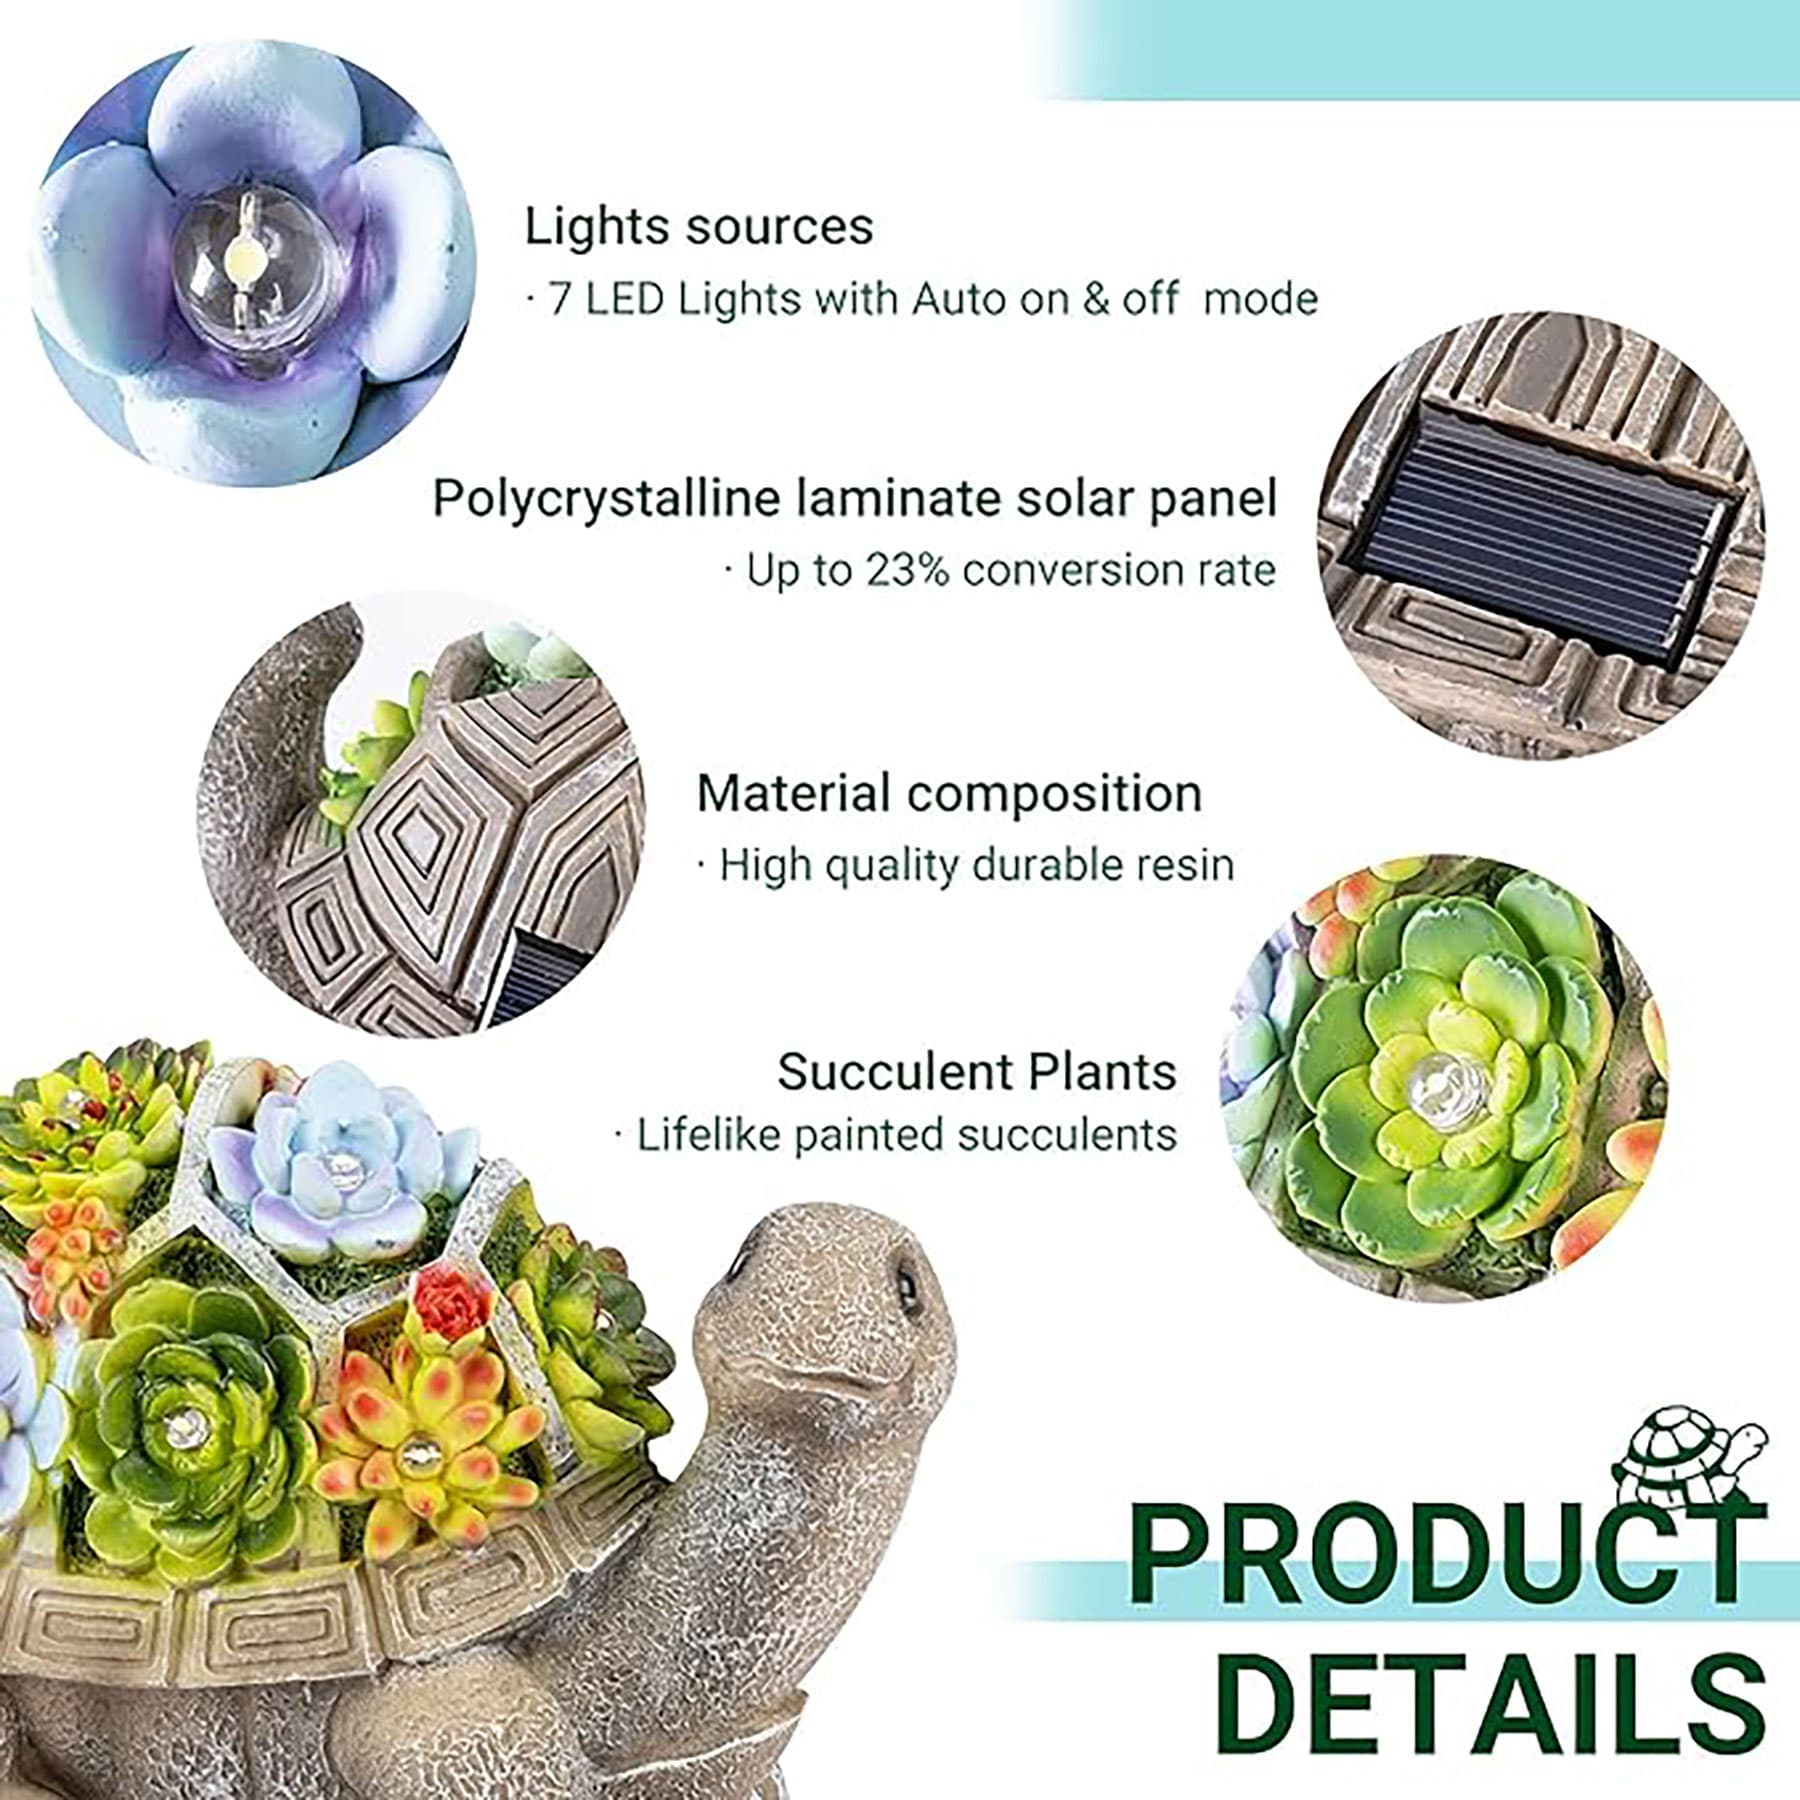 Lights sources
· 7 LED Lights with Auto on & off mode
Polycrystalline laminate solar panel
· Up to 23% conversion rate
Material composition
· High quality durable resin
Succulent Plants
· Lifelike painted succulents
PRODUCT
DETAILS